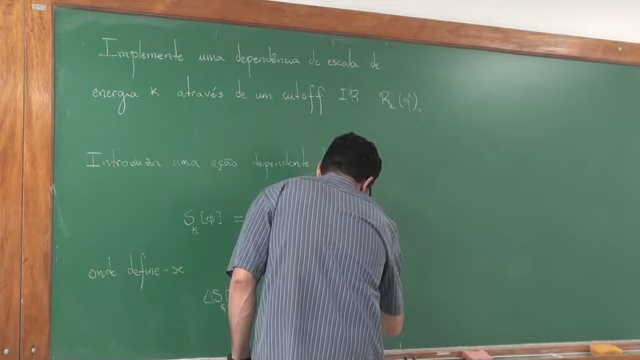 Implemente uma dependência de escala de
energia k através de um cutoff IR R_k(q²).
Introduza uma ação dependente
S_k[φ] =
onde define-se
ΔS_k[